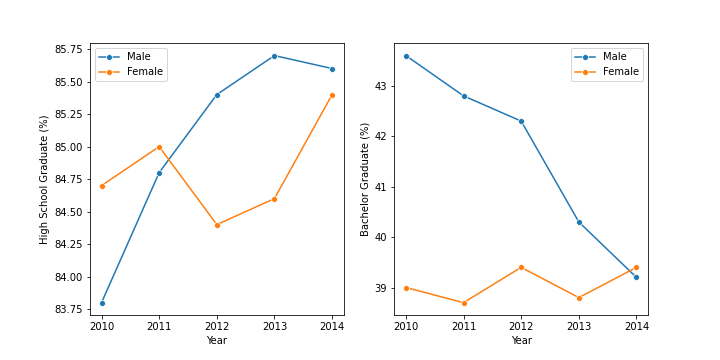 Male
Female
85.75
85.50
85.25
85.00
84.75
84.50
84.25
84.00
83.75
High School Graduate (%)
2010 2011 2012 2013 2014
Year
Male
Female
43
42
41
40
39
Bachelor Graduate (%)
2010 2011 2012 2013 2014
Year